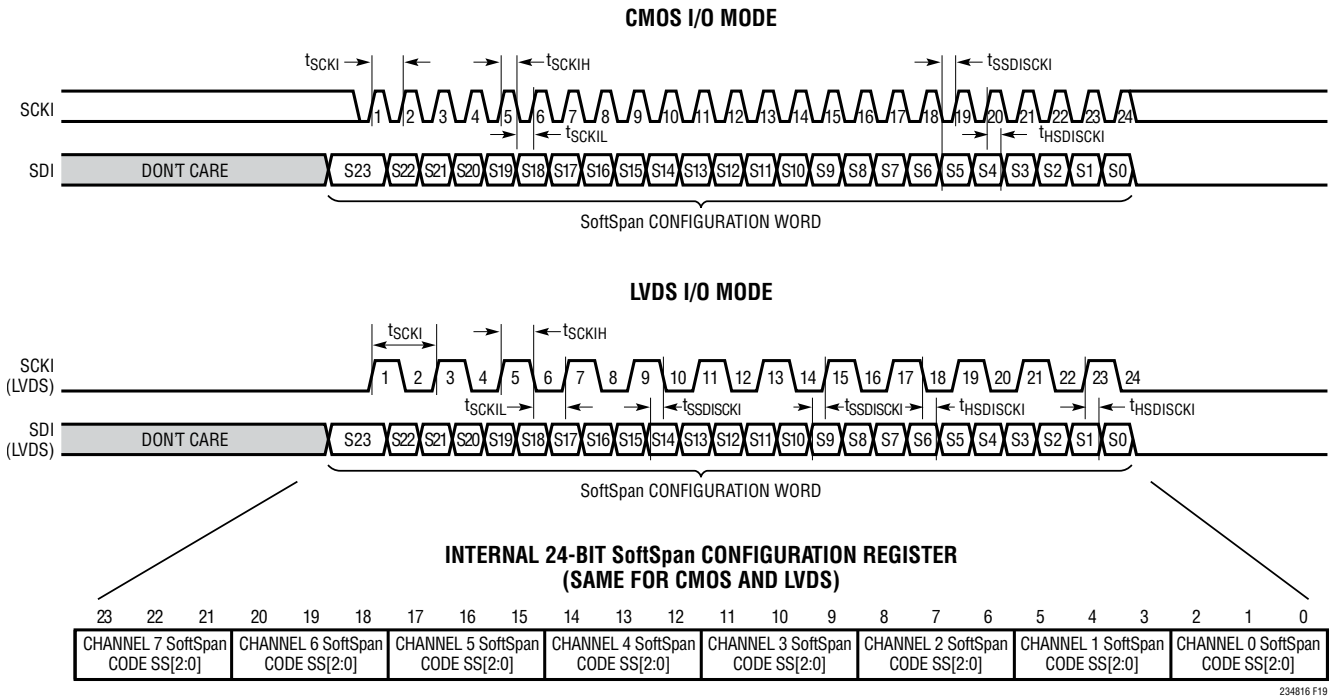 CMOS I/O MODE
tSCKI tSCKIH tSSDISCKI
SCKI 1 2 3 4 5 6 7 8 9 10 11 12 13 14 15 16 17 18 19 20 21 22 23 24
tSCKIL tHSDISCKI
SDI DON'T CARE S23 S22 S21 S20 S19 S18 S17 S16 S15 S14 S13 S12 S11 S10 S9 S8 S7 S6 S5 S4 S3 S2 S1 S0
SoftSpan CONFIGURATION WORD
LVDS I/O MODE
tSCKI tSCKIH
SCKI
(LVDS)
1 2 3 4 5 6 7 8 9 10 11 12 13 14 15 16 17 18 19 20 21 22 23 24
tSCKIL tSSDISCKI tSSDISCKI tHSDISCKI tHSDISCKI
SDI
(LVDS)
DON'T CARE S23 S22 S21 S20 S19 S18 S17 S16 S15 S14 S13 S12 S11 S10 S9 S8 S7 S6 S5 S4 S3 S2 S1 S0
SoftSpan CONFIGURATION WORD
INTERNAL 24-BIT SoftSpan CONFIGURATION REGISTER
(SAME FOR CMOS AND LVDS)
23 22 21 20 19 18 17 16 15 14 13 12 11 10 9 8 7 6 5 4 3 2 1 0
CHANNEL 7 SoftSpan
CODE SS[2:0]
CHANNEL 6 SoftSpan
CODE SS[2:0]
CHANNEL 5 SoftSpan
CODE SS[2:0]
CHANNEL 4 SoftSpan
CODE SS[2:0]
CHANNEL 3 SoftSpan
CODE SS[2:0]
CHANNEL 2 SoftSpan
CODE SS[2:0]
CHANNEL 1 SoftSpan
CODE SS[2:0]
CHANNEL 0 SoftSpan
CODE SS[2:0]
234816 F19